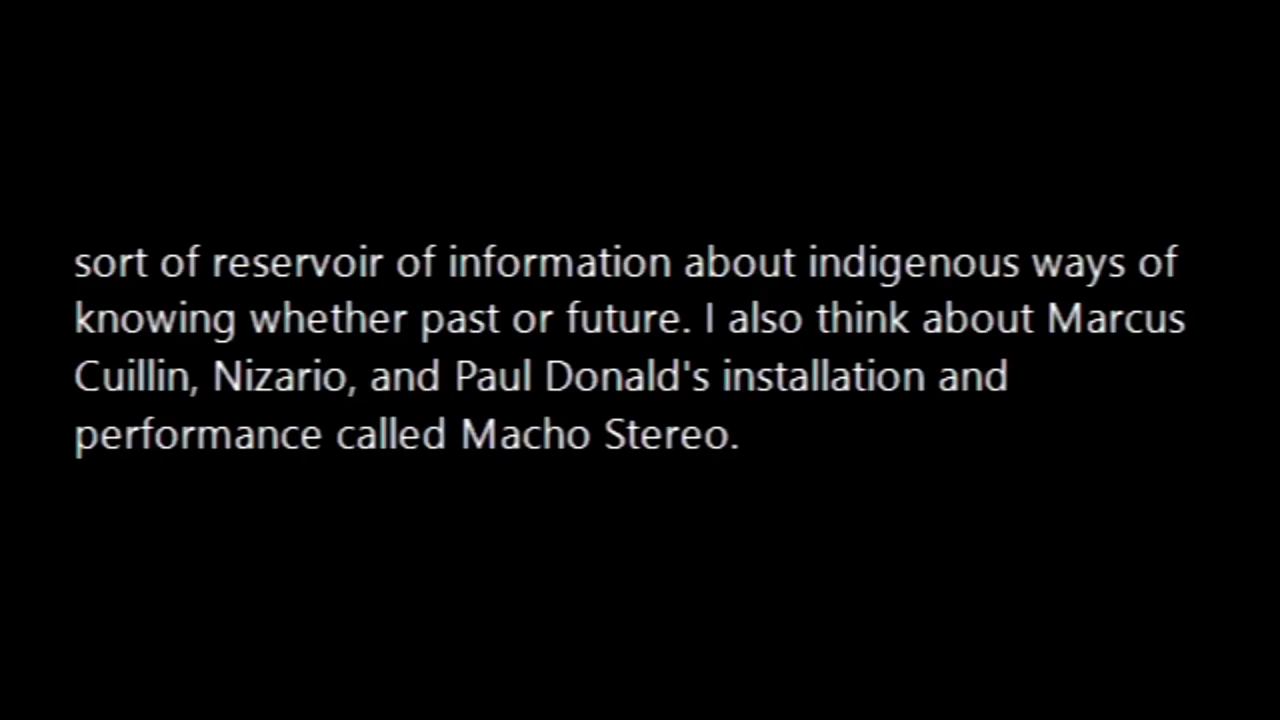 sort of reservoir of information about indigenous ways of
knowing whether past or future. I also think about Marcus
Cuillin, Nizario, and Paul Donald's installation and
performance called Macho Stereo.